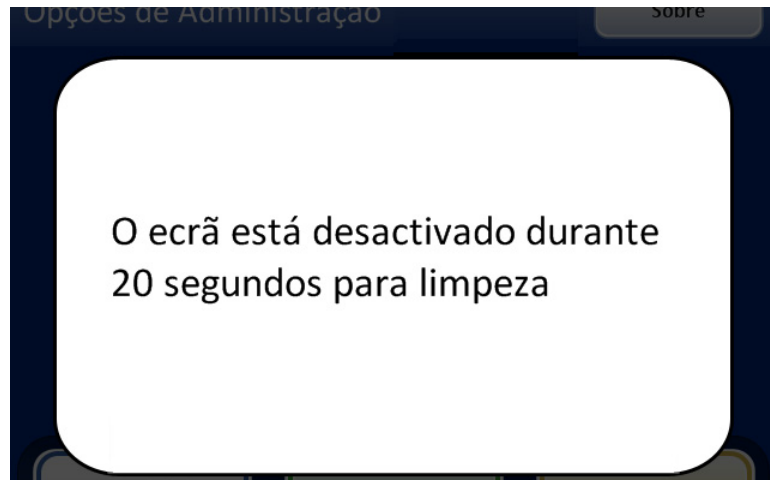 Opções de Administração
Sobre
O ecrã está desactivado durante
20 segundos para limpeza